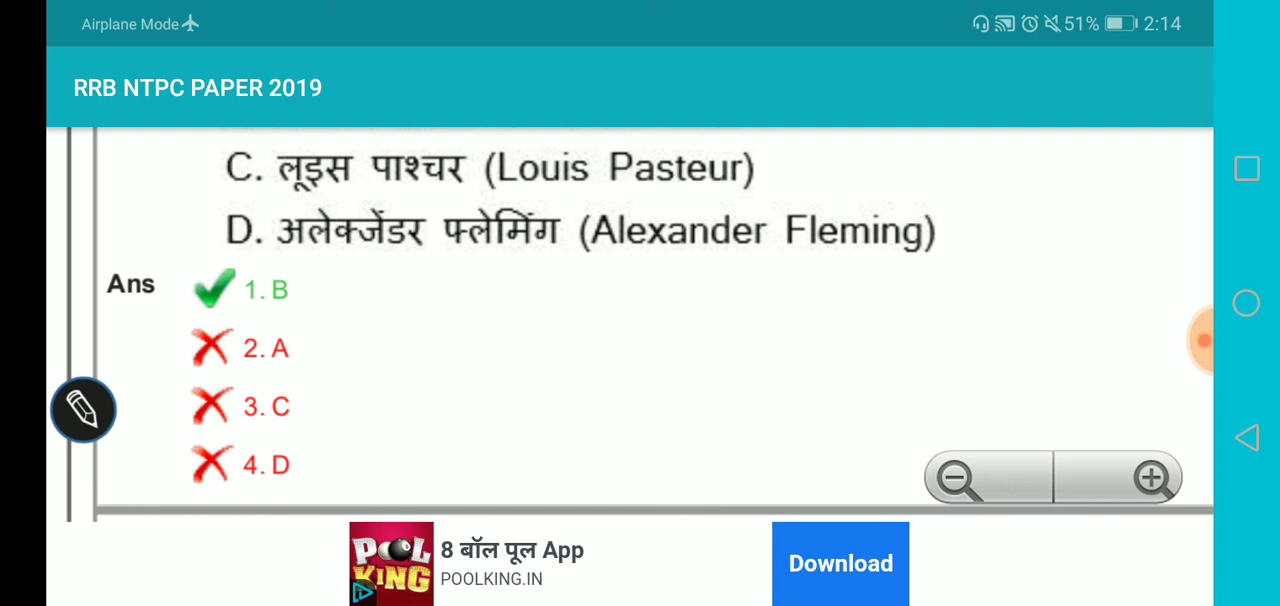 Airplane Mode
51% 2:14
RRB NTPC PAPER 2019
C. लूइस पाश्चर (Louis Pasteur)
D. अलेक्जेंडर फ्लेमिंग (Alexander Fleming)
Ans 1. B
2. A
3. C
4. D
POOL KING
8 बॉल पूल App
POOLKING.IN
Download